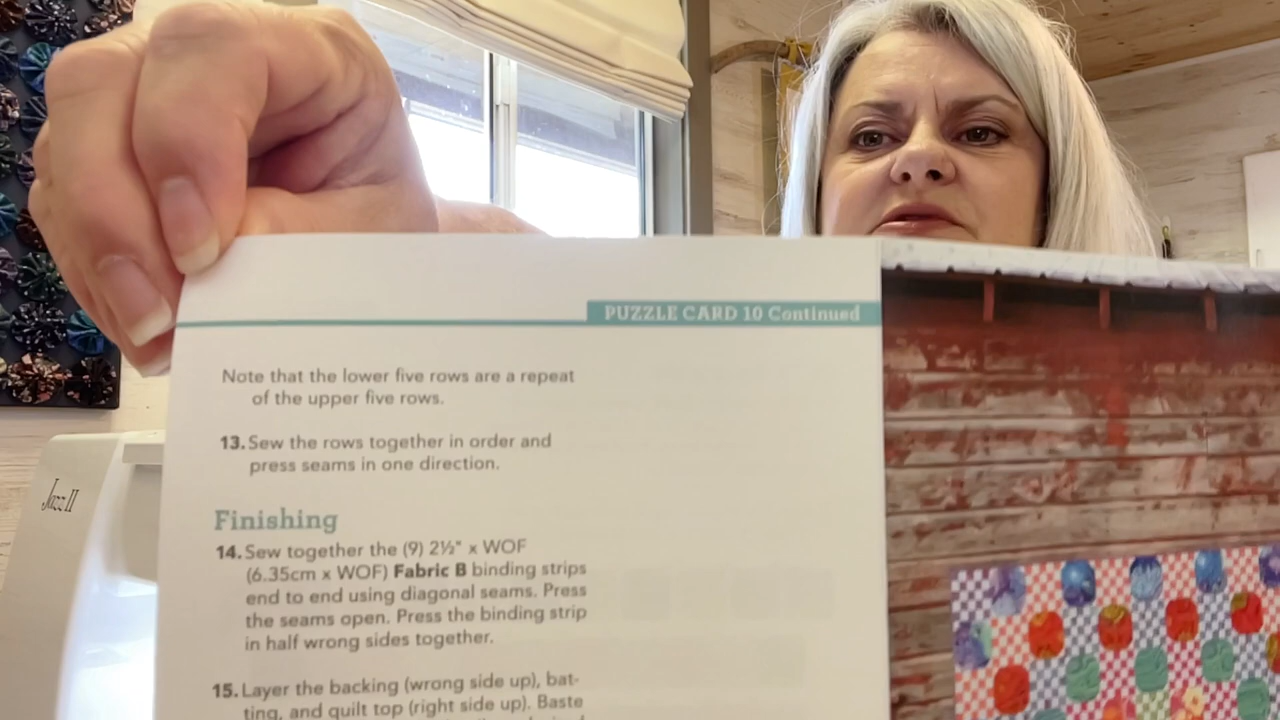 PUZZLE CARD 10 Continued
Note that the lower five rows are a repeat
of the upper five rows.
13. Sew the rows together in order and
press seams in one direction.
Finishing
14. Sew together the (9) 2½" x WOF
(6.35cm x WOF) Fabric B binding strips
end to end using diagonal seams. Press
the seams open. Press the binding strip
in half wrong sides together.
15. Layer the backing (wrong side up), bat-
ting, and quilt top (right side up). Baste
Jazz II